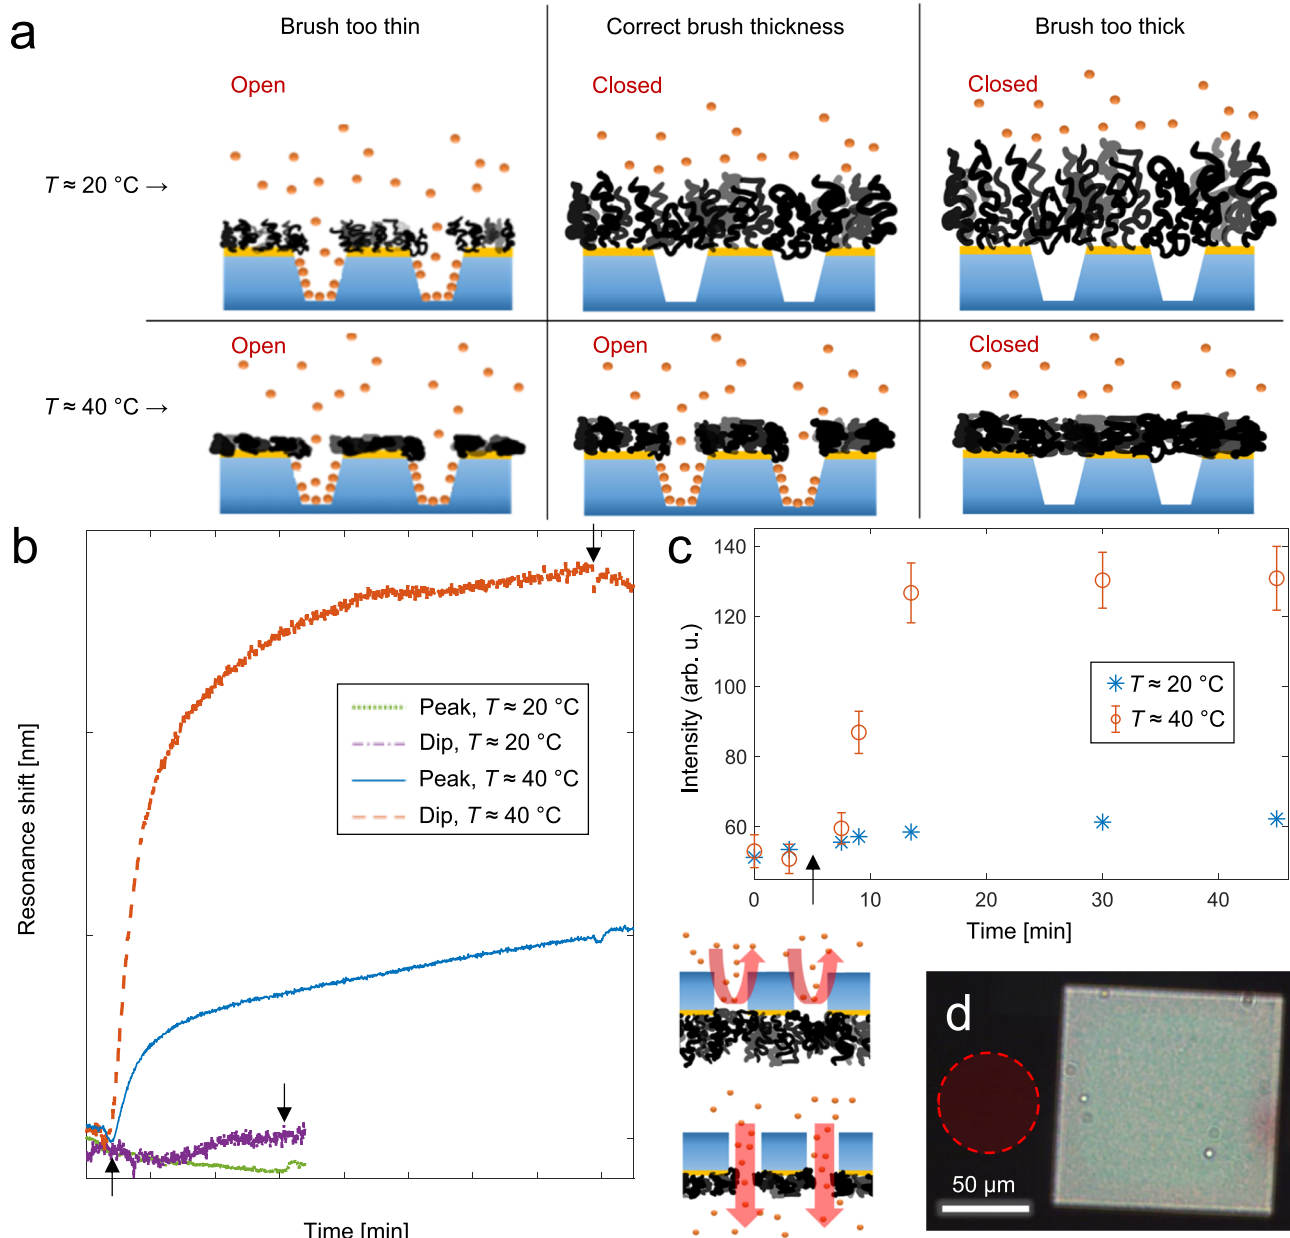 a
Brush too thin
Correct brush thickness
Brush too thick
Open
Closed
Closed
T ≈ 20 °C →
Open
Open
Closed
T ≈ 40 °C →
b
Resonance shift [nm]
Peak, T ≈ 20 °C
Dip, T ≈ 20 °C
Peak, T ≈ 40 °C
Dip, T ≈ 40 °C
Time [min]
c
Intensity (arb. u.)
140
120
100
80
60
T ≈ 20 °C
T ≈ 40 °C
0
10
20
30
40
Time [min]
d
50 µm